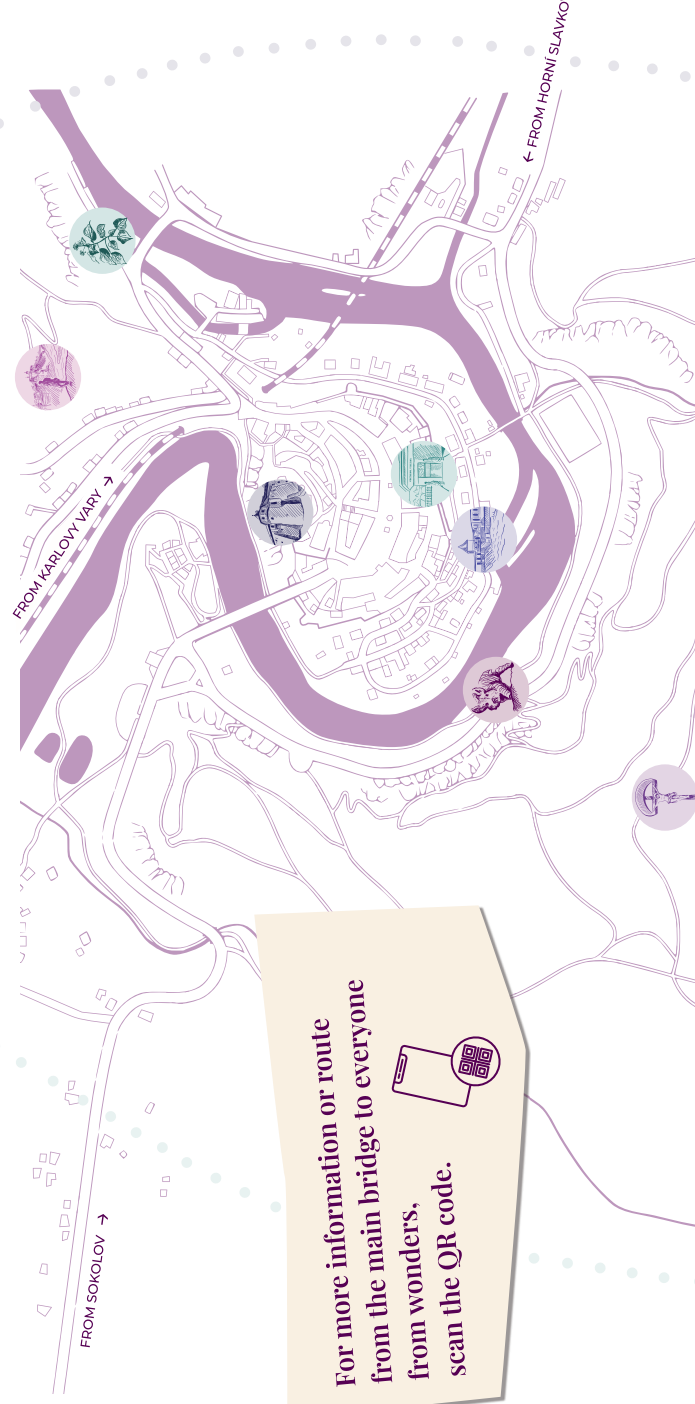 ← FROM HORNÍ SLAVKO
FROM KARLOVY VARY →
FROM SOKOLOV →
For more information or route
from the main bridge to everyone
from wonders,
scan the QR code.